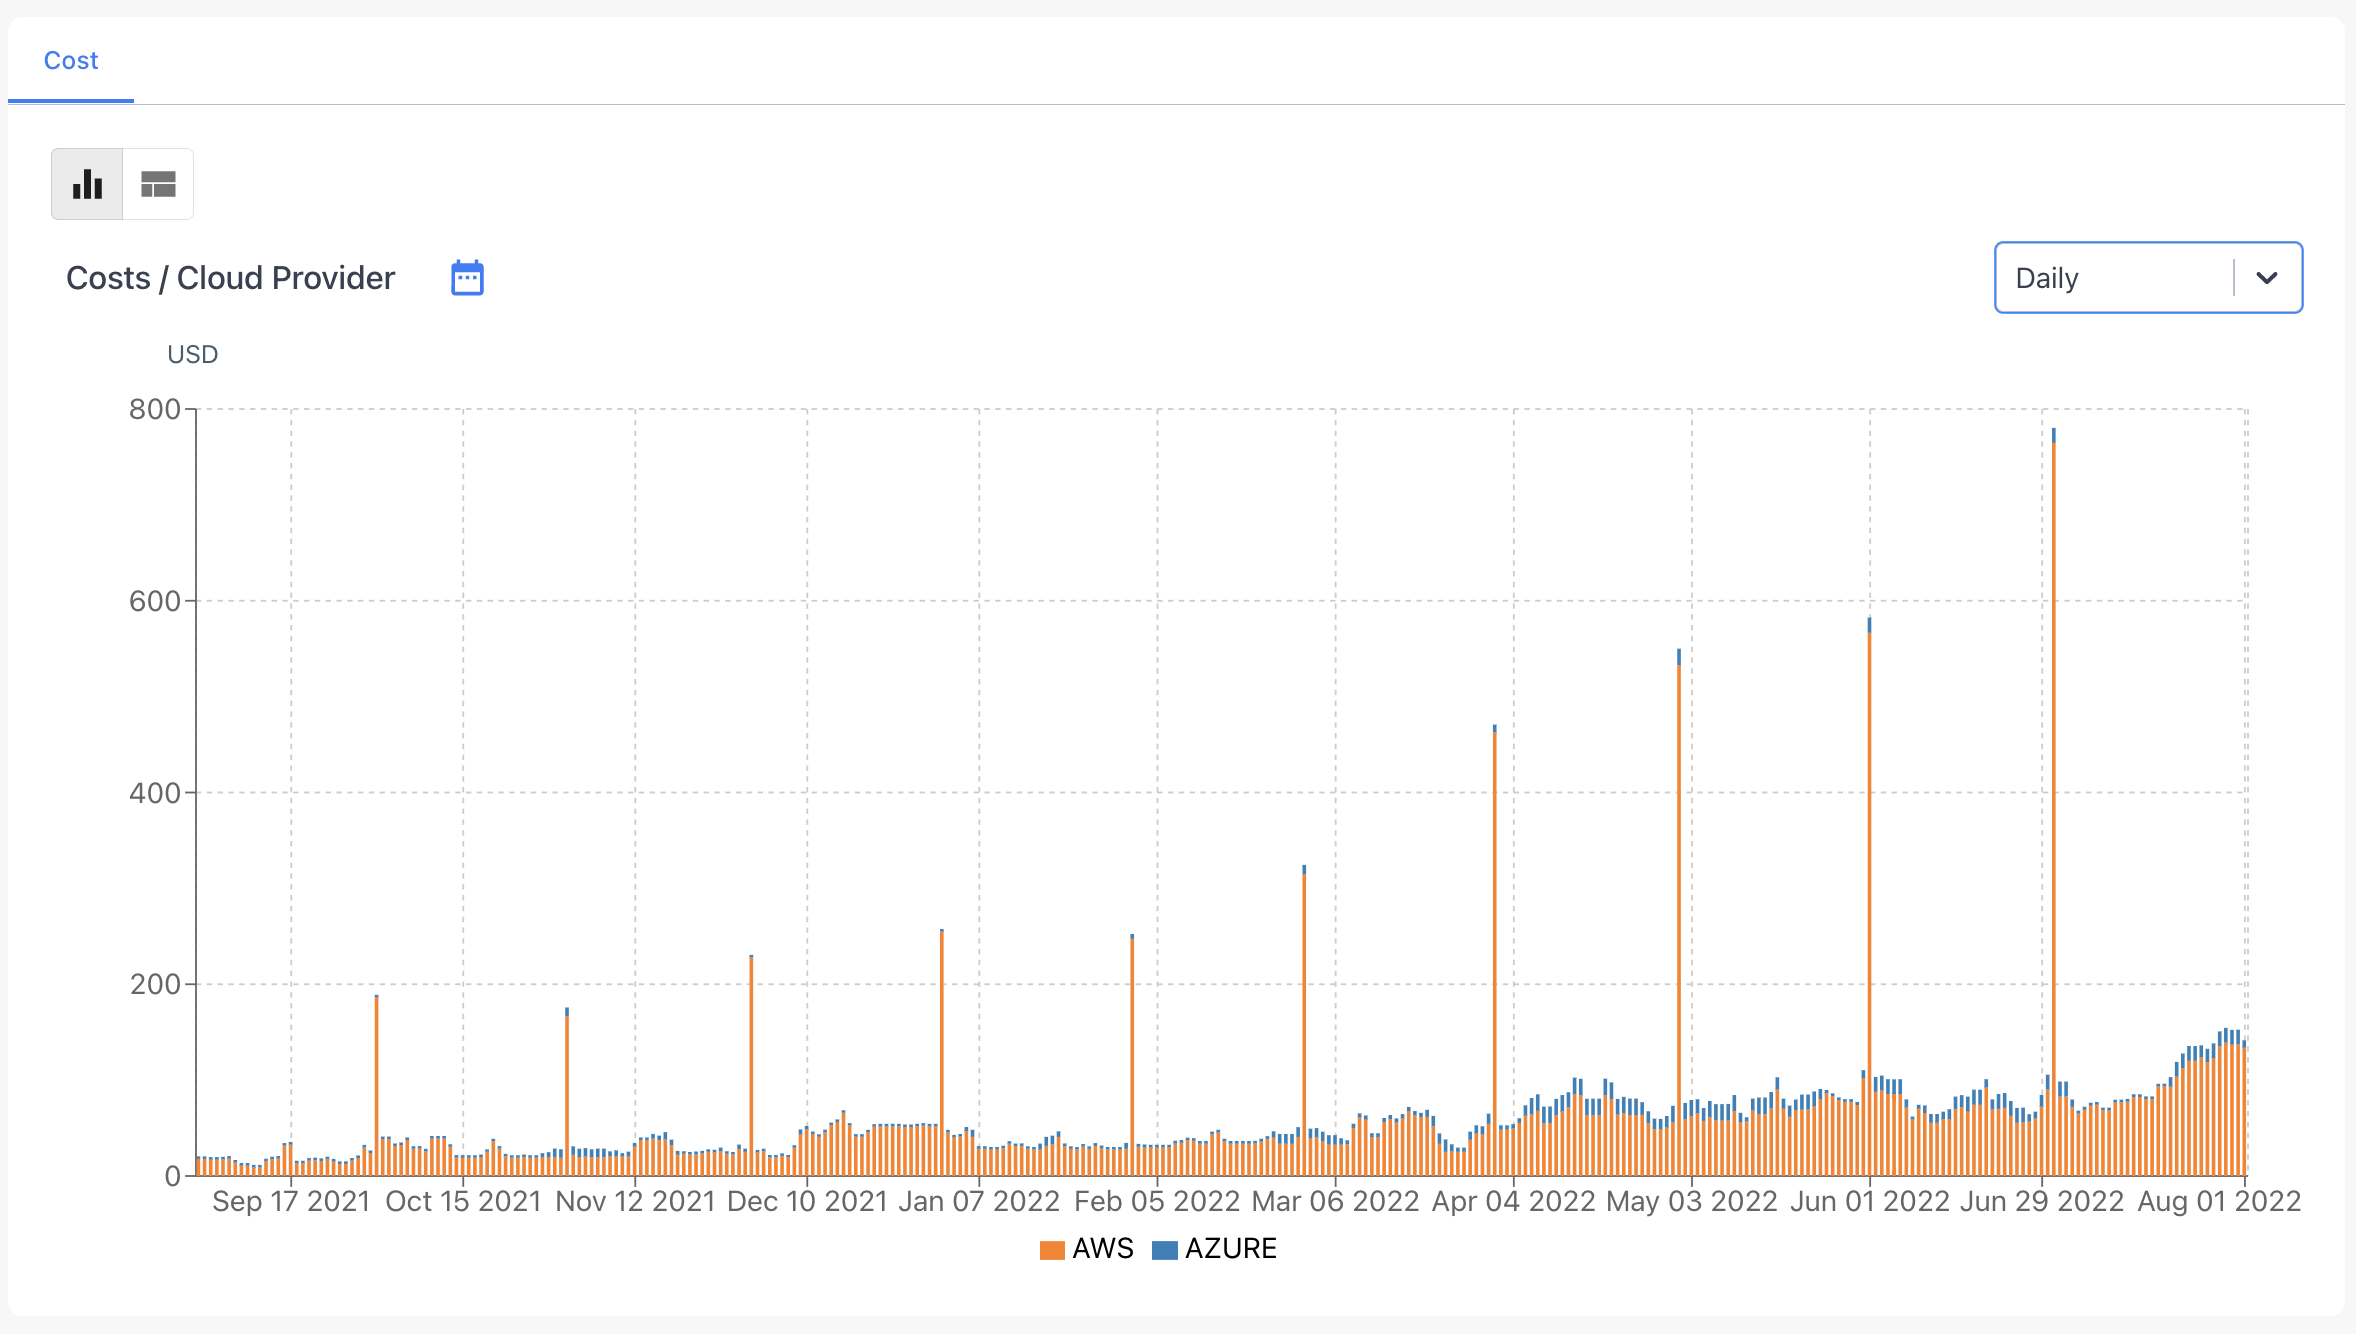 Cost
Costs / Cloud Provider
Daily
USD
800
600
400
200
0
Sep 17 2021 Oct 15 2021 Nov 12 2021 Dec 10 2021 Jan 07 2022 Feb 05 2022 Mar 06 2022 Apr 04 2022 May 03 2022 Jun 01 2022 Jun 29 2022 Aug 01 2022
AWS AZURE